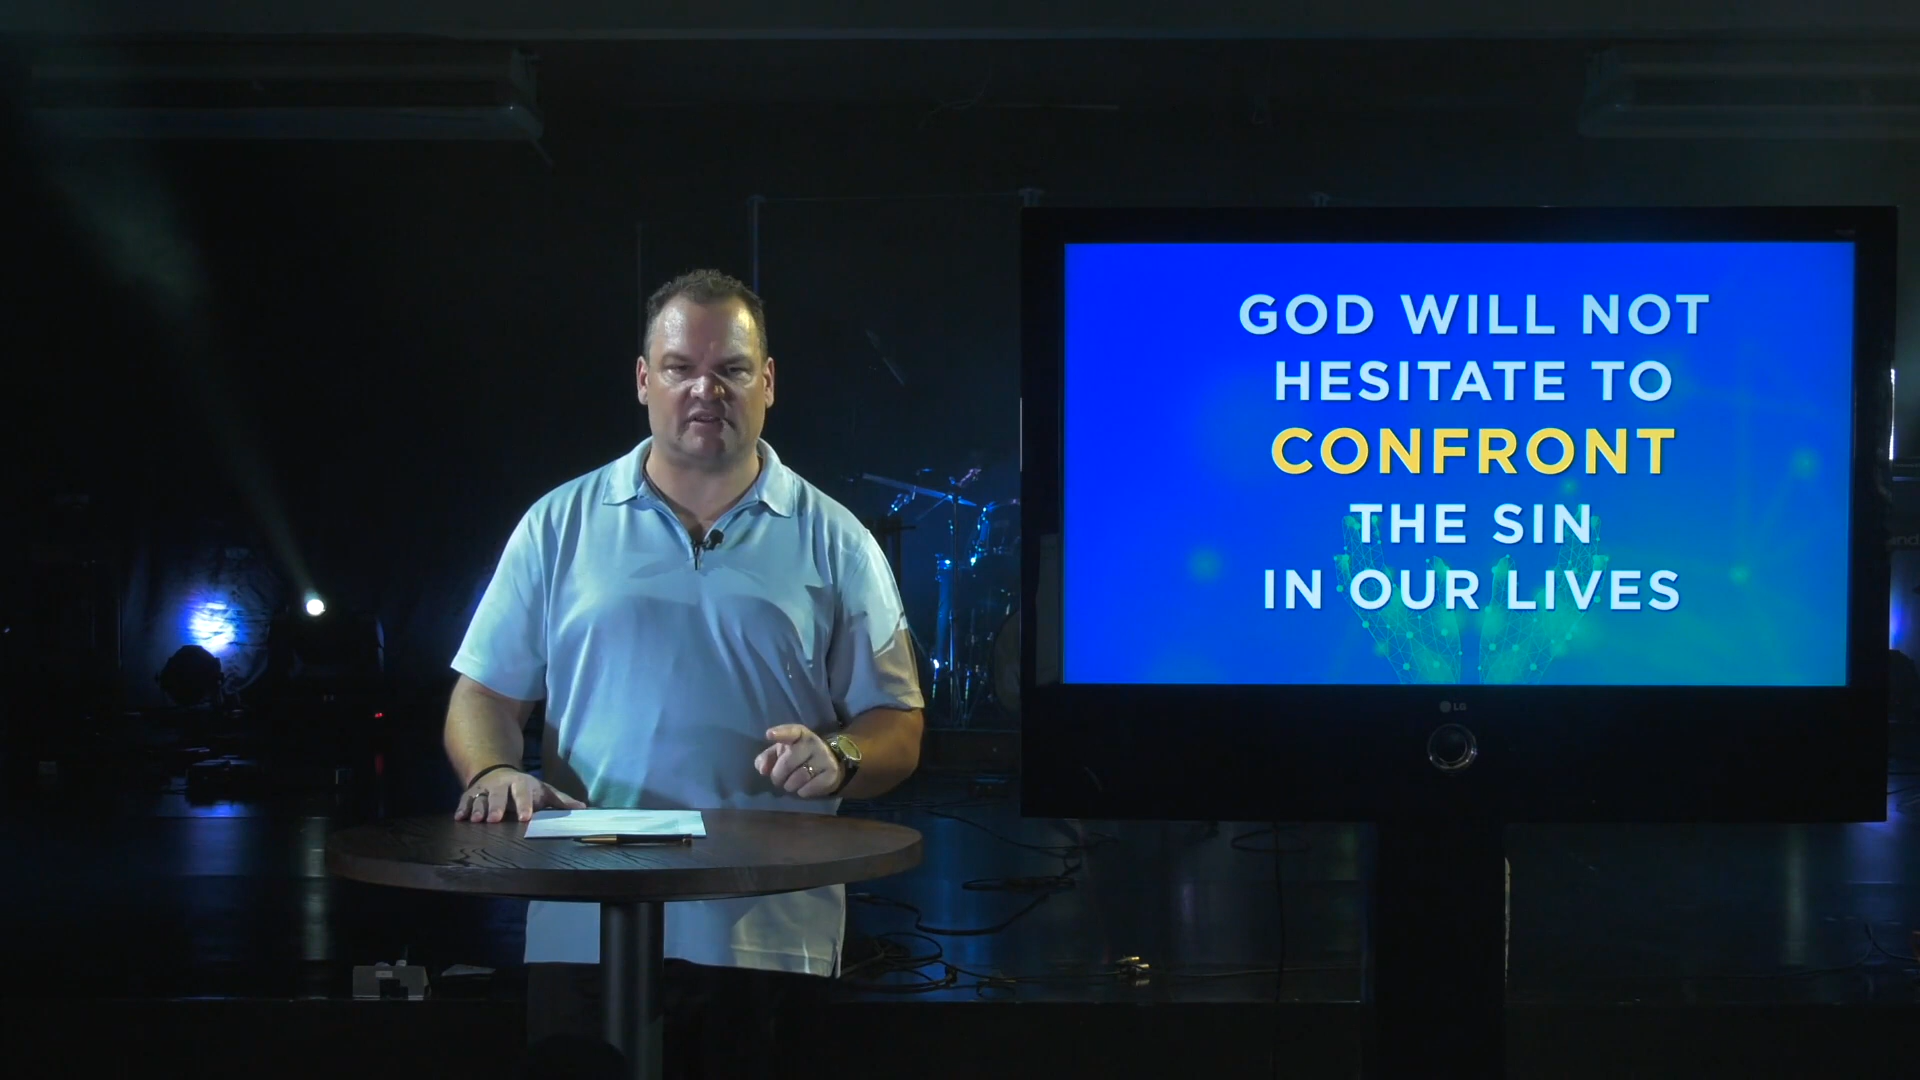 GOD WILL NOT
HESITATE TO
CONFRONT
THE SIN
IN OUR LIVES
LG